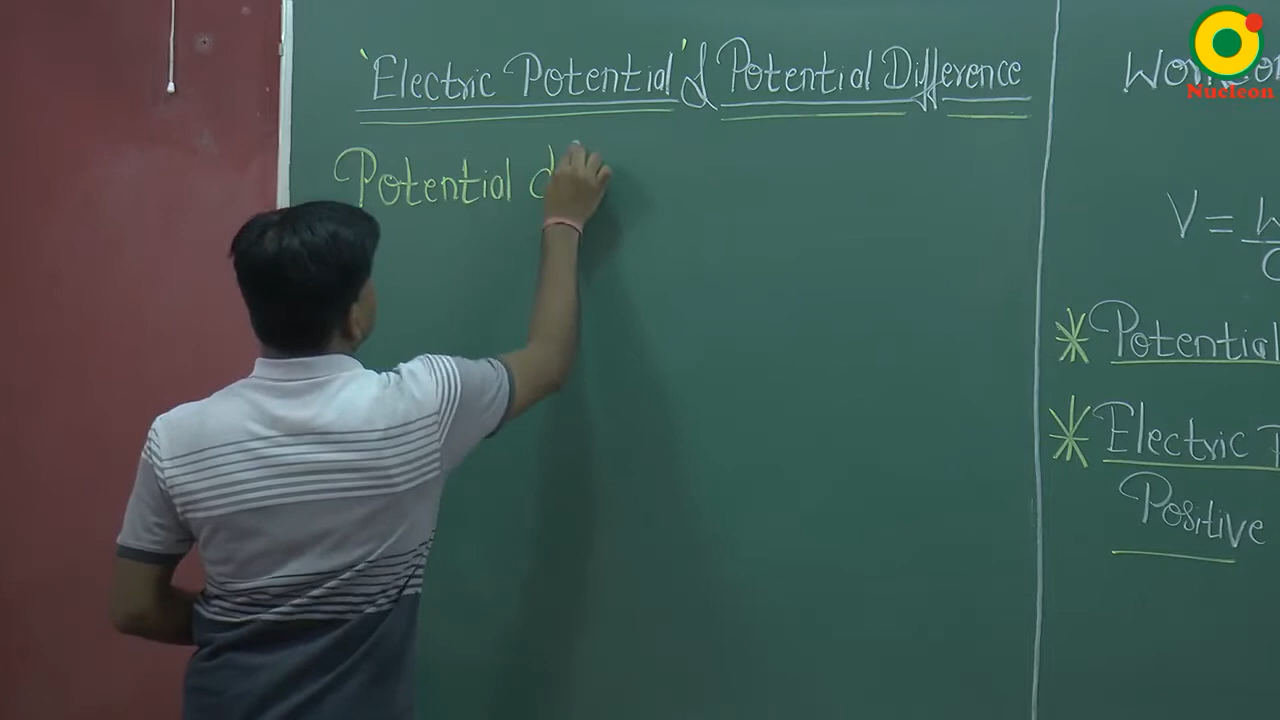 'Electric Potential' & Potential Difference
Potential d
V = W
Potential
Electric
Positive
Nucleon